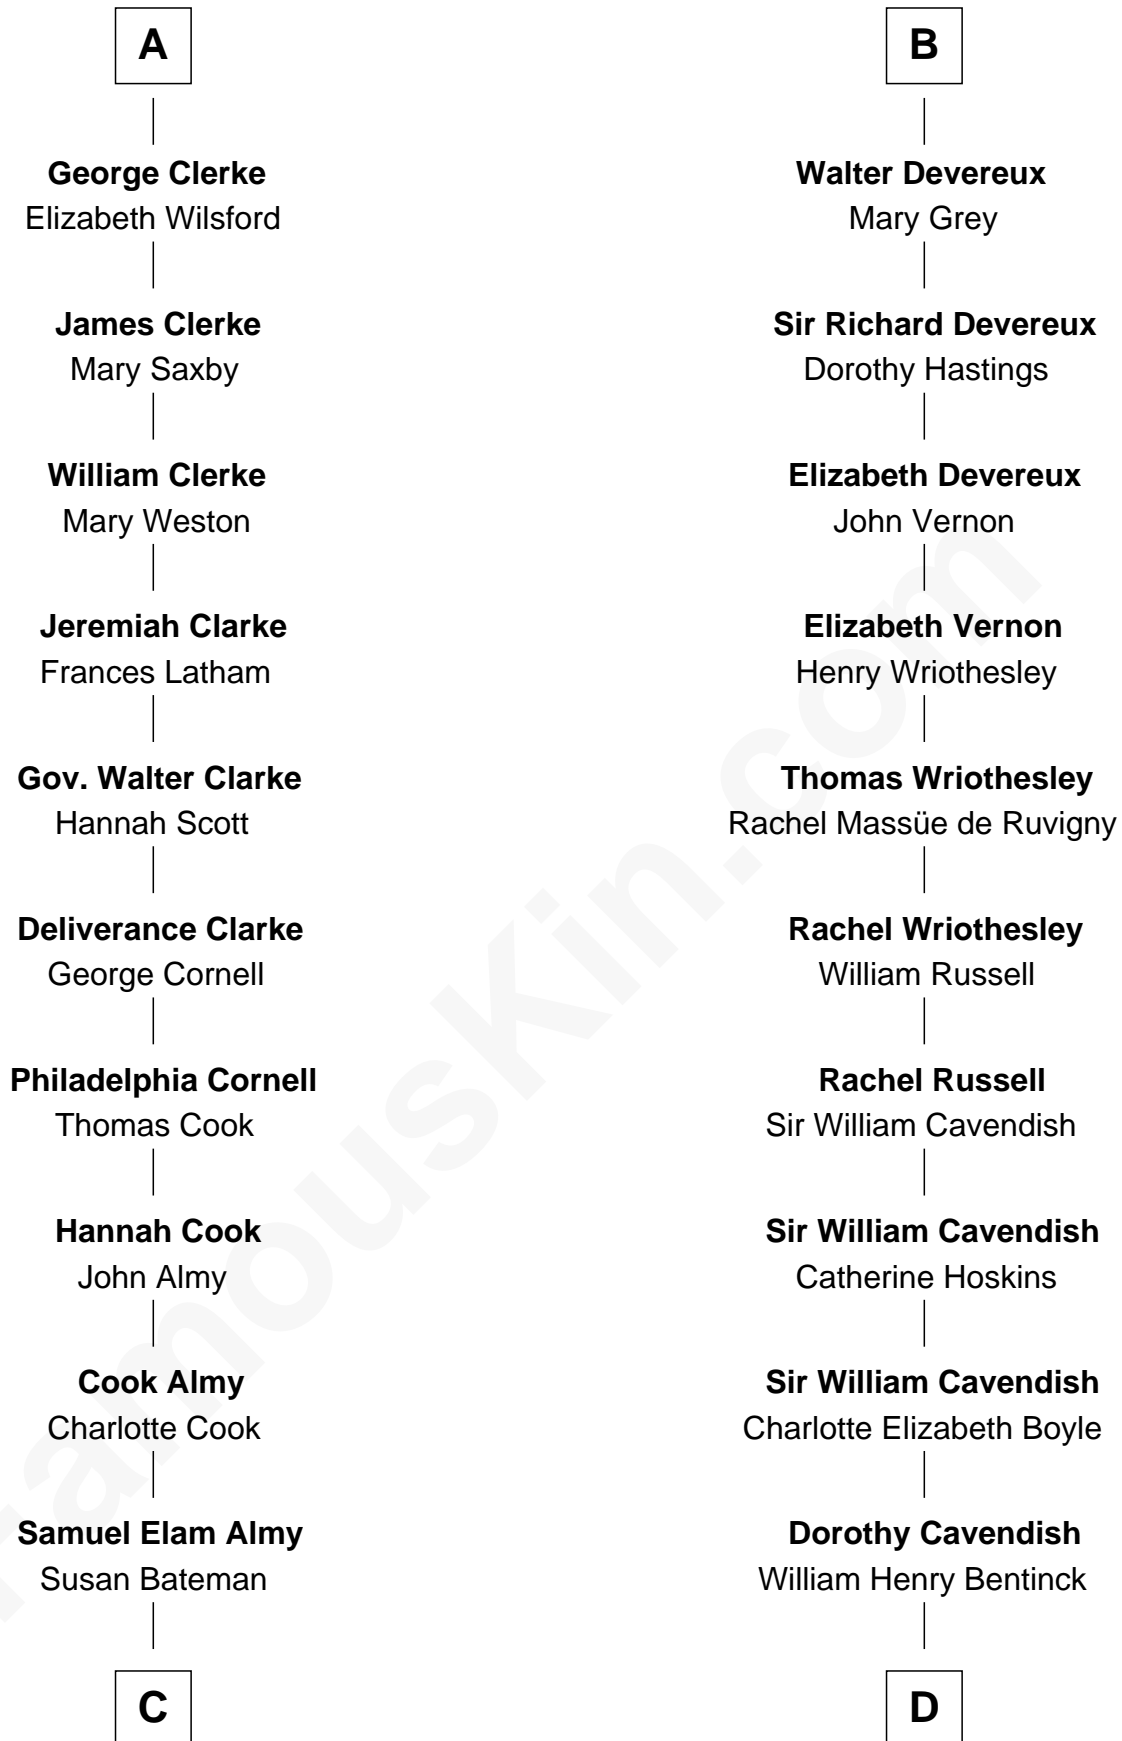 A
George Clerke
Elizabeth Wilsford
James Clerke
Mary Saxby
William Clerke
Mary Weston
Jeremiah Clarke
Frances Latham
Gov. Walter Clarke
Hannah Scott
Deliverance Clarke
George Cornell
Philadelphia Cornell
Thomas Cook
Hannah Cook
John Almy
Cook Almy
Charlotte Cook
Samuel Elam Almy
Susan Bateman
C
B
Walter Devereux
Mary Grey
Sir Richard Devereux
Dorothy Hastings
Elizabeth Devereux
John Vernon
Elizabeth Vernon
Henry Wriothesley
Thomas Wriothesley
Rachel Massüe de Ruvigny
Rachel Wriothesley
William Russell
Rachel Russell
Sir William Cavendish
Sir William Cavendish
Catherine Hoskins
Sir William Cavendish
Charlotte Elizabeth Boyle
Dorothy Cavendish
William Henry Bentinck
D
FamousKin.com